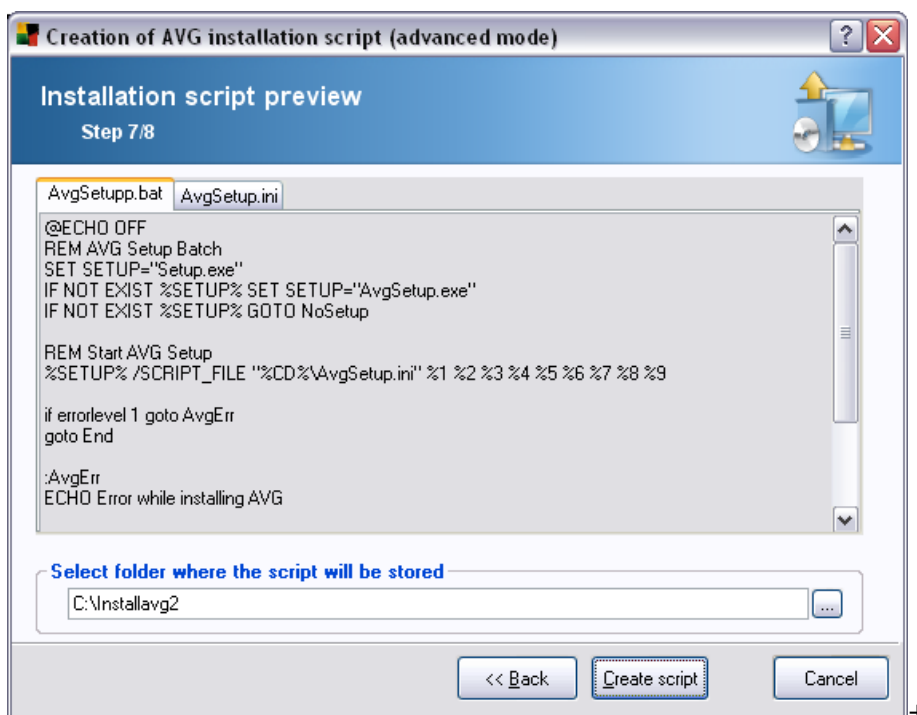 Creation of AVG installation script (advanced mode)
Installation script preview
Step 7/8
AvgSetupp.bat AvgSetup.ini
@ECHO OFF
REM AVG Setup Batch
SET SETUP="Setup.exe"
IF NOT EXIST %SETUP% SET SETUP="AvgSetup.exe"
IF NOT EXIST %SETUP% GOTO NoSetup
REM Start AVG Setup
%SETUP% /SCRIPT_FILE "%CD%\AvgSetup.ini" %1 %2 %3 %4 %5 %6 %7 %8 %9
if errorlevel 1 goto AvgErr
goto End
:AvgErr
ECHO Error while installing AVG
Select folder where the script will be stored
C:\Installavg2
...
<< Back Create script Cancel